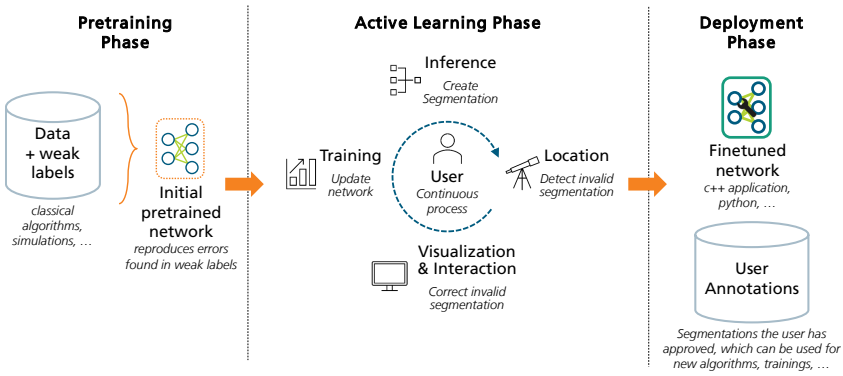 Pretraining
Phase
Active Learning Phase
Deployment
Phase
Data
+ weak
labels
classical
algorithms,
simulations, …
Initial
pretrained
network
reproduces errors
found in weak labels
Inference
Create
Segmentation
Training
Update
network
User
Continuous
process
Location
Detect invalid
segmentation
Visualization
& Interaction
Correct invalid
segmentation
Finetuned
network
c++ application,
python, …
User
Annotations
Segmentations the user has
approved, which can be used for
new algorithms, trainings, …